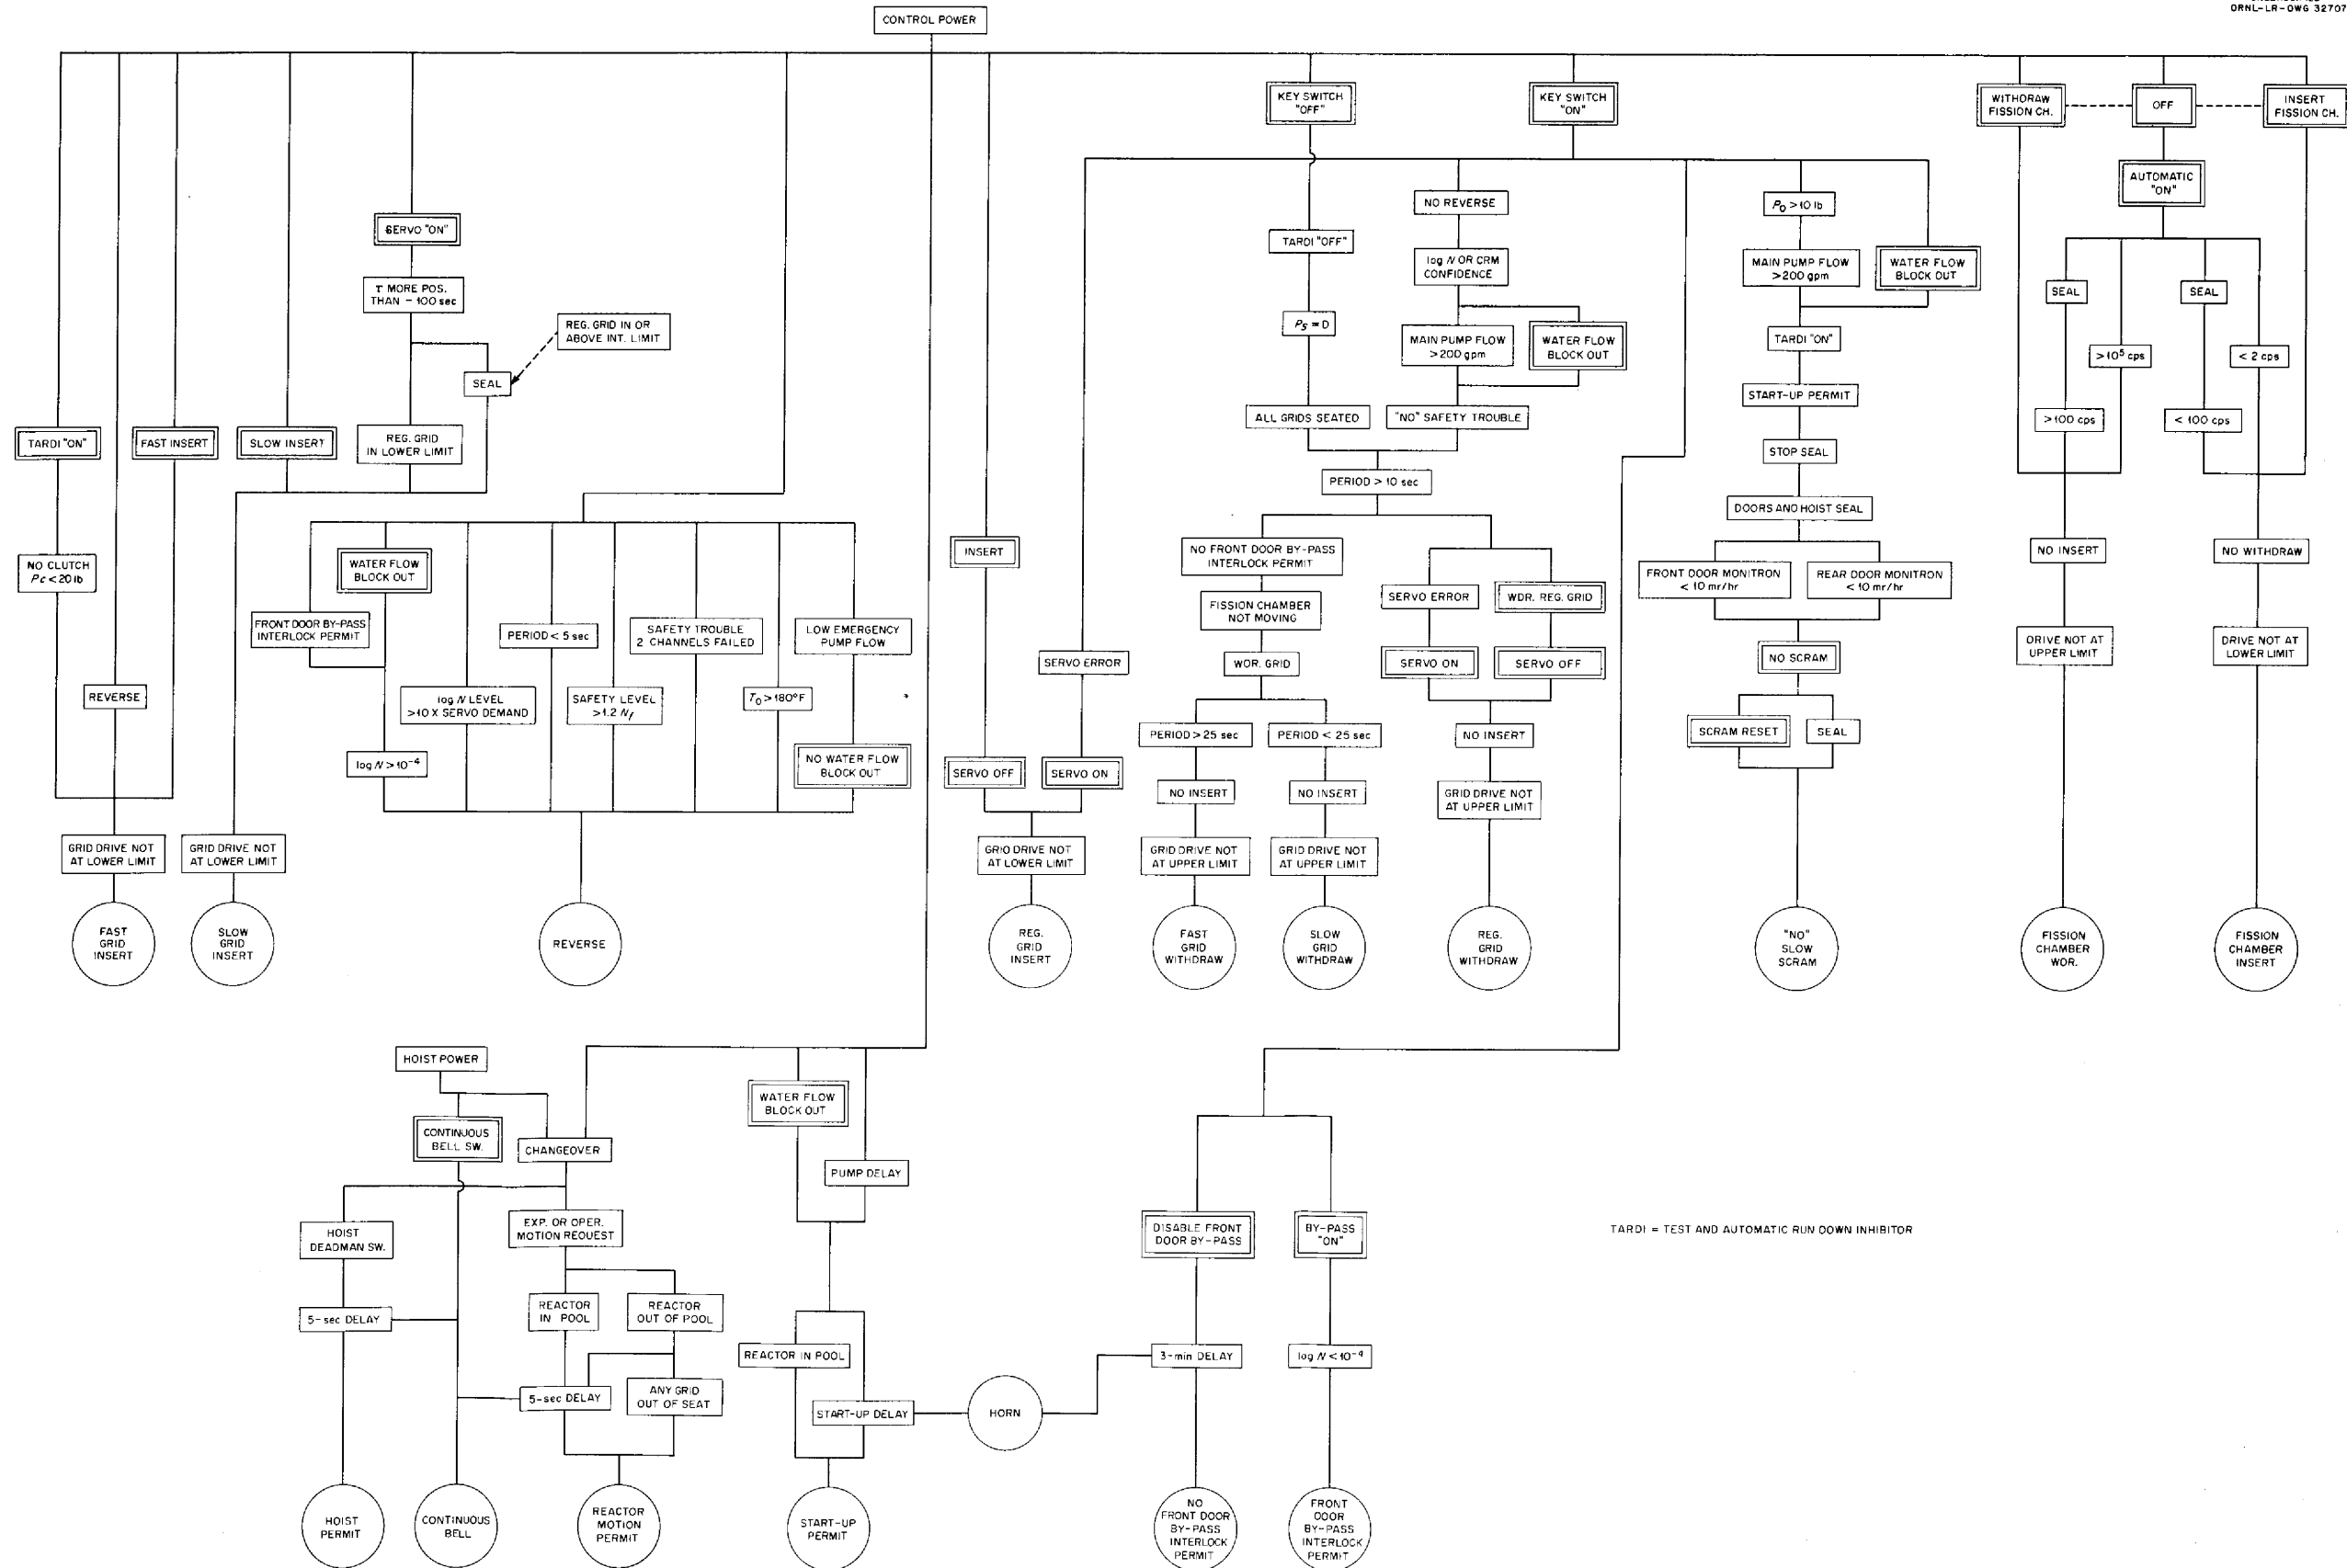 ORNL-LR-DWG 32707
CONTROL POWER
KEY SWITCH
"OFF"
KEY SWITCH
"ON"
WITHDRAW
FISSION CH.
OFF
INSERT
FISSION CH.
AUTOMATIC
"ON"
SERVO "ON"
τ MORE POS.
THAN - 100 sec
REG. GRID IN OR
ABOVE INT. LIMIT
SEAL
NO REVERSE
P₀ > 10 lb
TARDI "OFF"
log N OR CRM
CONFIDENCE
MAIN PUMP FLOW
>200 gpm
WATER FLOW
BLOCK OUT
SEAL
SEAL
Ps = 0
MAIN PUMP FLOW
>200 gpm
WATER FLOW
BLOCK OUT
TARDI "ON"
>10⁵ cps
< 2 cps
START-UP PERMIT
TARDI "ON"
FAST INSERT
SLOW INSERT
REG. GRID
IN LOWER LIMIT
ALL GRIDS SEATED
"NO" SAFETY TROUBLE
STOP SEAL
>100 cps
< 100 cps
PERIOD > 10 sec
DOORS AND HOIST SEAL
NO CLUTCH
Pc < 20 lb
WATER FLOW
BLOCK OUT
INSERT
NO FRONT DOOR BY-PASS
INTERLOCK PERMIT
NO INSERT
NO WITHDRAW
FRONT DOOR MONITRON
< 10 mr/hr
REAR DOOR MONITRON
< 10 mr/hr
FISSION CHAMBER
NOT MOVING
SERVO ERROR
WDR. REG. GRID
FRONT DOOR BY-PASS
INTERLOCK PERMIT
PERIOD < 5 sec
SAFETY TROUBLE
2 CHANNELS FAILED
LOW EMERGENCY
PUMP FLOW
SERVO ERROR
WDR. GRID
SERVO ON
SERVO OFF
NO SCRAM
DRIVE NOT AT
UPPER LIMIT
DRIVE NOT AT
LOWER LIMIT
REVERSE
log N LEVEL
>10 X SERVO DEMAND
SAFETY LEVEL
>1.2 Nf
T₀ > 180°F
PERIOD > 25 sec
PERIOD < 25 sec
NO INSERT
SCRAM RESET
SEAL
log N > 10⁻⁴
NO WATER FLOW
BLOCK OUT
SERVO OFF
SERVO ON
NO INSERT
NO INSERT
GRID DRIVE NOT
AT UPPER LIMIT
GRID DRIVE NOT
AT LOWER LIMIT
GRID DRIVE NOT
AT LOWER LIMIT
GRID DRIVE NOT
AT LOWER LIMIT
GRID DRIVE NOT
AT UPPER LIMIT
GRID DRIVE NOT
AT UPPER LIMIT
FAST
GRID
INSERT
SLOW
GRID
INSERT
REVERSE
REG.
GRID
INSERT
FAST
GRID
WITHDRAW
SLOW
GRID
WITHDRAW
REG.
GRID
WITHDRAW
"NO"
SLOW
SCRAM
FISSION
CHAMBER
WDR.
FISSION
CHAMBER
INSERT
HOIST POWER
WATER FLOW
BLOCK OUT
CONTINUOUS
BELL SW.
CHANGEOVER
PUMP DELAY
HOIST
DEADMAN SW.
EXP. OR OPER.
MOTION REQUEST
DISABLE FRONT
DOOR BY-PASS
BY-PASS
"ON"
TARDI = TEST AND AUTOMATIC RUN DOWN INHIBITOR
5-sec DELAY
REACTOR
IN POOL
REACTOR
OUT OF POOL
REACTOR IN POOL
3-min DELAY
log N < 10⁻⁴
5-sec DELAY
ANY GRID
OUT OF SEAT
START-UP DELAY
HORN
HOIST
PERMIT
CONTINUOUS
BELL
REACTOR
MOTION
PERMIT
START-UP
PERMIT
NO
FRONT DOOR
BY-PASS
INTERLOCK
PERMIT
FRONT
DOOR
BY-PASS
INTERLOCK
PERMIT